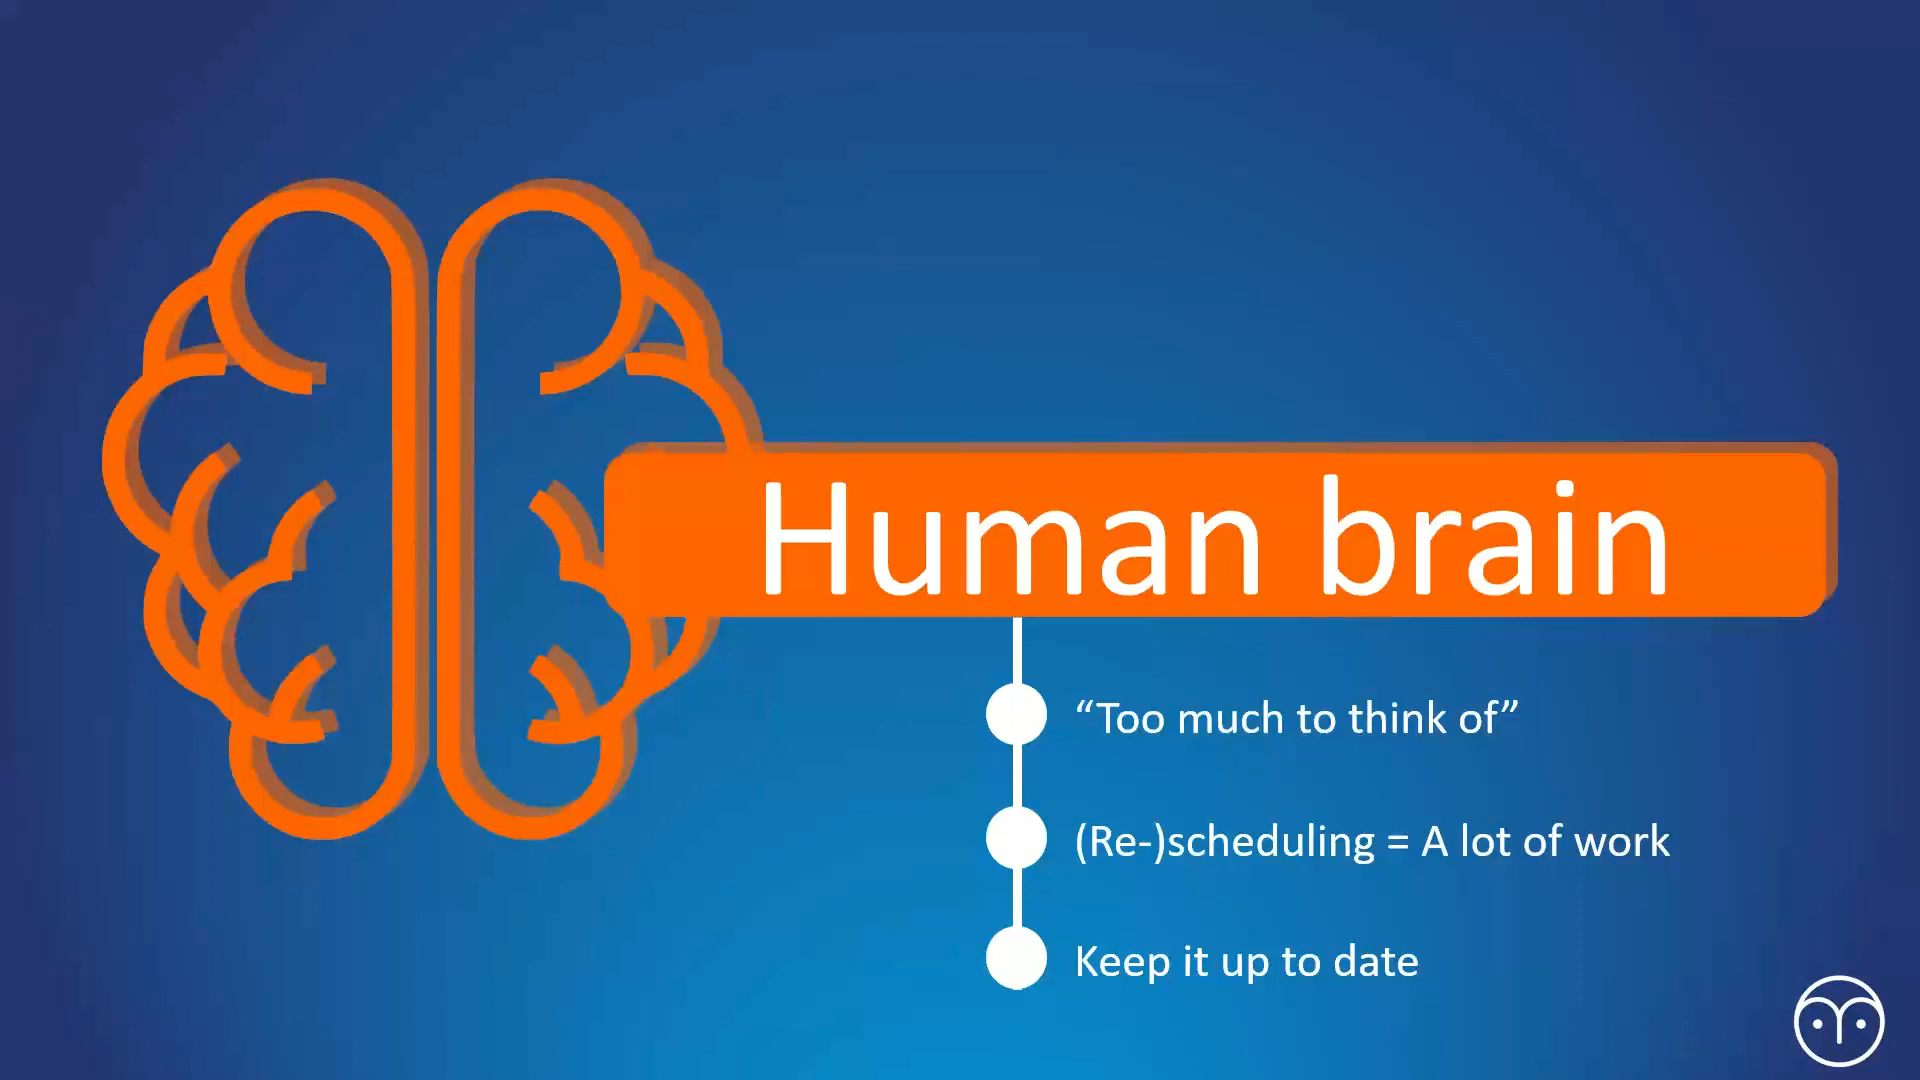 Human brain
“Too much to think of”
(Re-)scheduling = A lot of work
Keep it up to date